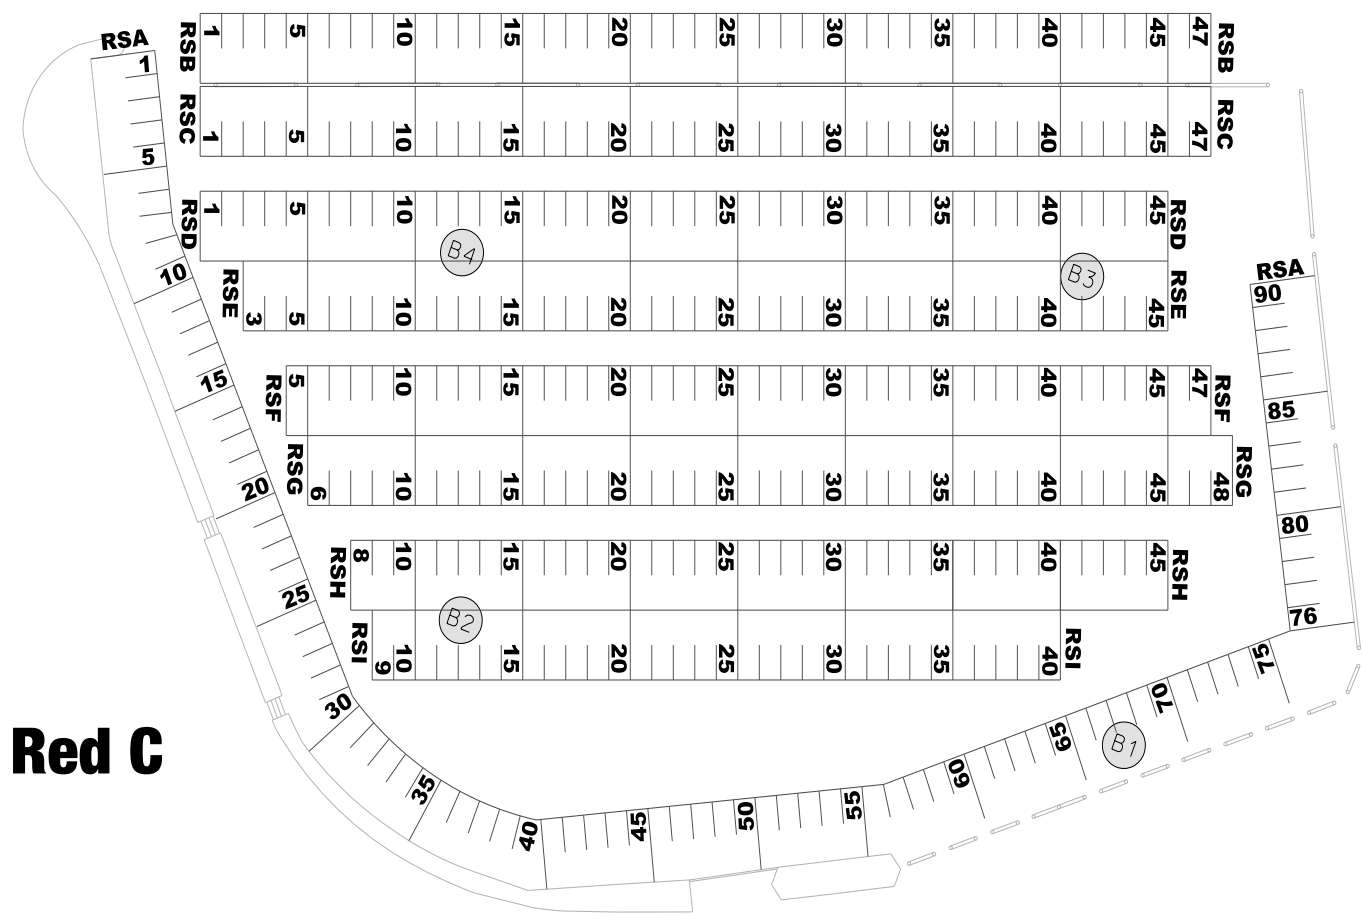 RSA
1
5
10
15
20
25
30
35
40
45
50
55
60
65
70
75
76
80
85
90
RSA
RSB 1 5 10 15 20 25 30 35 40 45 47 RSB
RSC 1 5 10 15 20 25 30 35 40 45 47 RSC
RSD 1 5 10 15 20 25 30 35 40 45 RSD
B4
B3
RSE 3 5 10 15 20 25 30 35 40 45 RSE
RSF 5 10 15 20 25 30 35 40 45 47 RSF
RSG 6 10 15 20 25 30 35 40 45 48 RSG
RSH 8 10 15 20 25 30 35 40 45 RSH
B2
RSI 9 10 15 20 25 30 35 40 RSI
B1
Red C